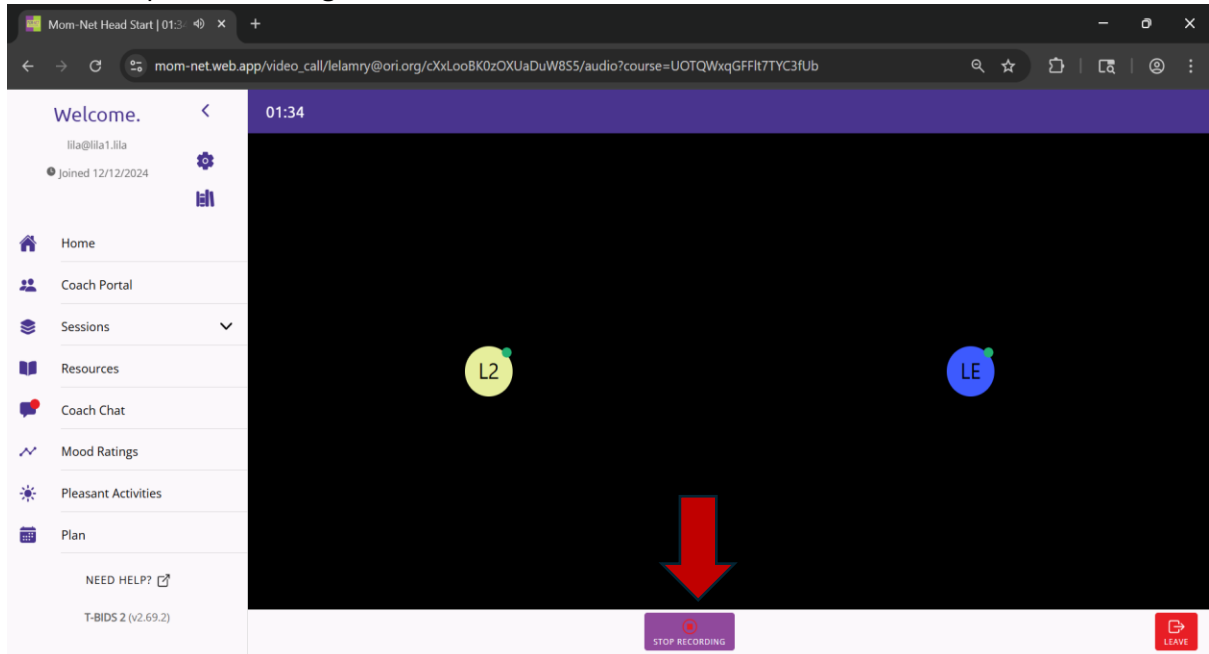 Mom-Net Head Start | 01:3
mom-net.web.app/video_call/lelamry@ori.org/cXxLooBK0zOXUaDuW8S5/audio?course=UOTQWxqGFFlt7TYC3fUb
Welcome.
lila@lila1.lila
Joined 12/12/2024
Home
Coach Portal
Sessions
Resources
Coach Chat
Mood Ratings
Pleasant Activities
Plan
NEED HELP?
T-BIDS 2 (v2.69.2)
01:34
L2
LE
STOP RECORDING
LEAVE